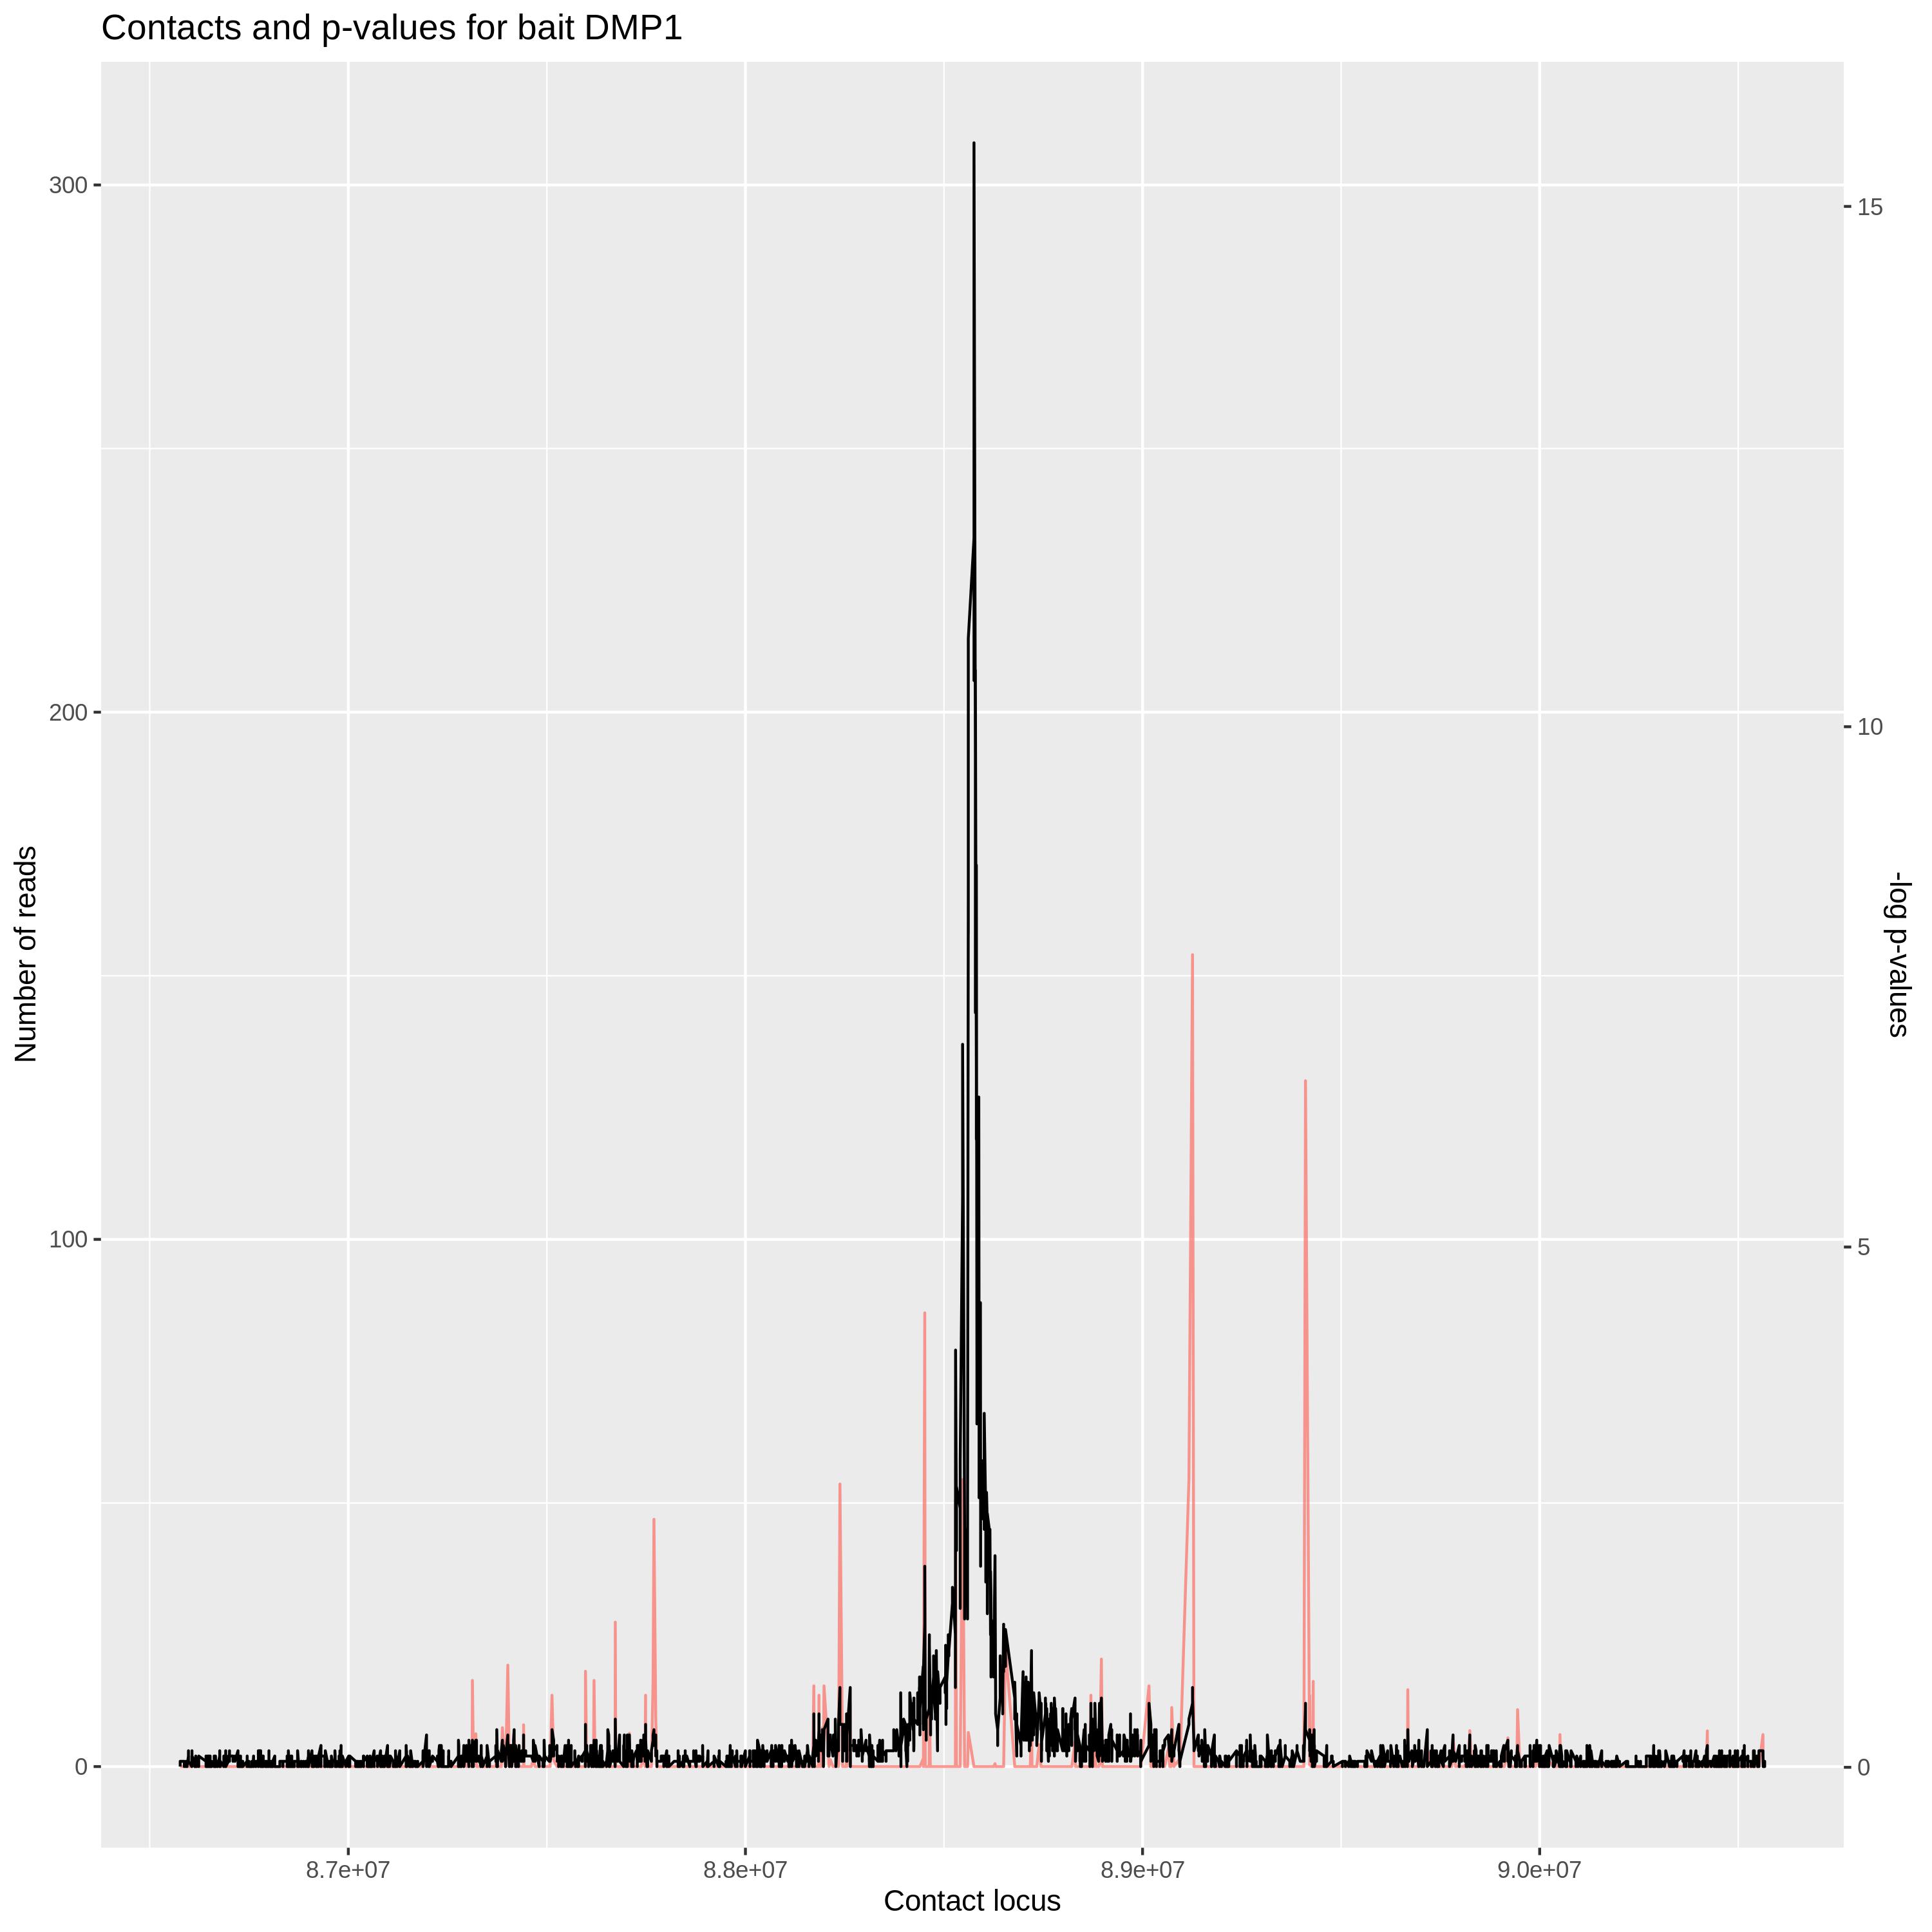 Contacts and p-values for bait DMP1
300
200
100
0
Number of reads
15
10
5
0
-log p-values
8.7e+07
8.8e+07
8.9e+07
9.0e+07
Contact locus